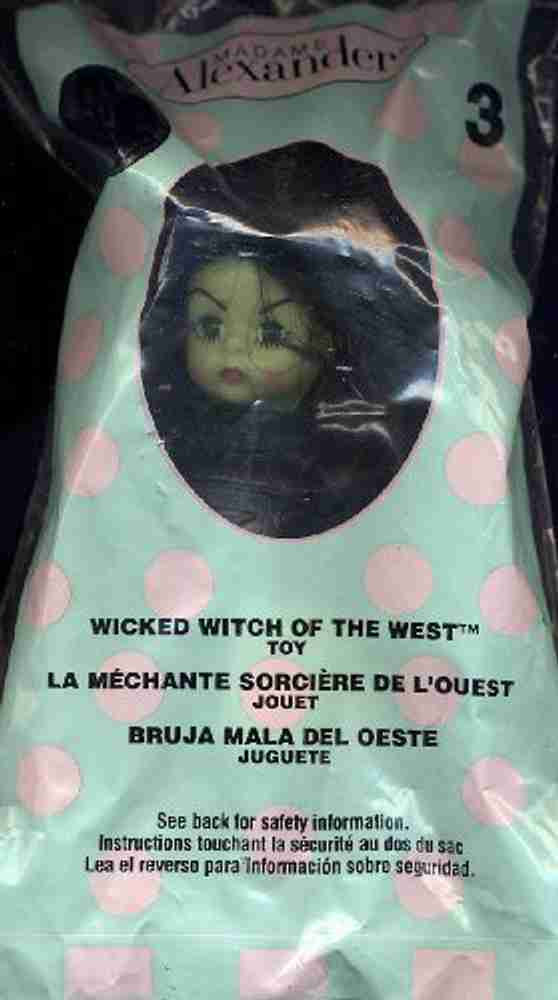 MADAME
Alexander
3
WICKED WITCH OF THE WEST™
TOY
LA MÉCHANTE SORCIÈRE DE L'OUEST
JOUET
BRUJA MALA DEL OESTE
JUGUETE
See back for safety information.
Instructions touchant la sécurité au dos du sac
Lea el reverso para Información sobre seguridad.